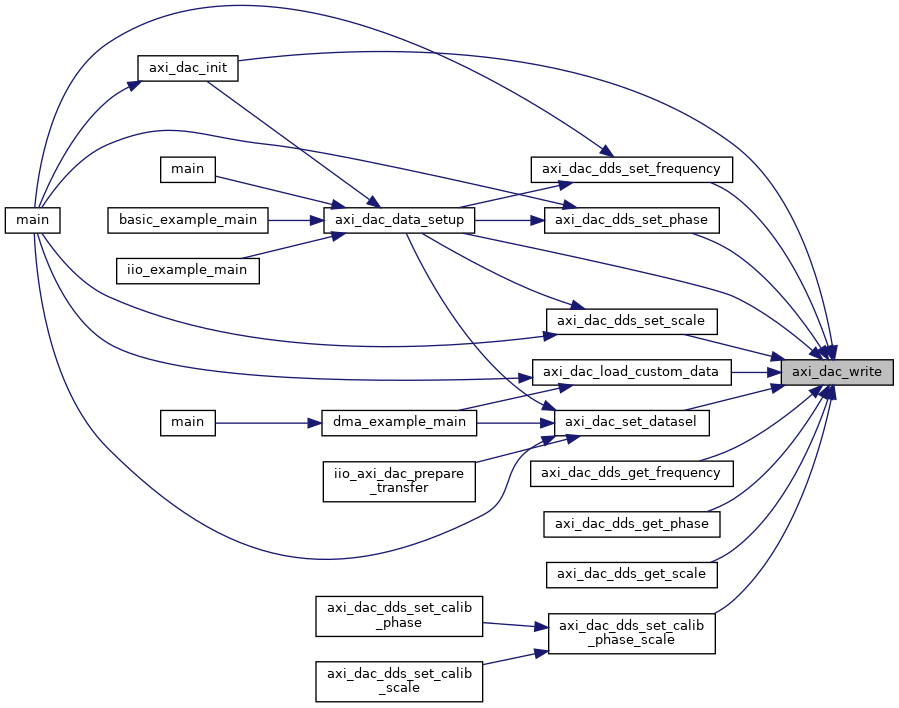 axi_dac_init
axi_dac_dds_set_frequency
main
main
basic_example_main
axi_dac_data_setup
axi_dac_dds_set_phase
iio_example_main
axi_dac_dds_set_scale
axi_dac_load_custom_data
axi_dac_write
main
dma_example_main
axi_dac_set_datasel
iio_axi_dac_prepare
_transfer
axi_dac_dds_get_frequency
axi_dac_dds_get_phase
axi_dac_dds_get_scale
axi_dac_dds_set_calib
_phase
axi_dac_dds_set_calib
_phase_scale
axi_dac_dds_set_calib
_scale